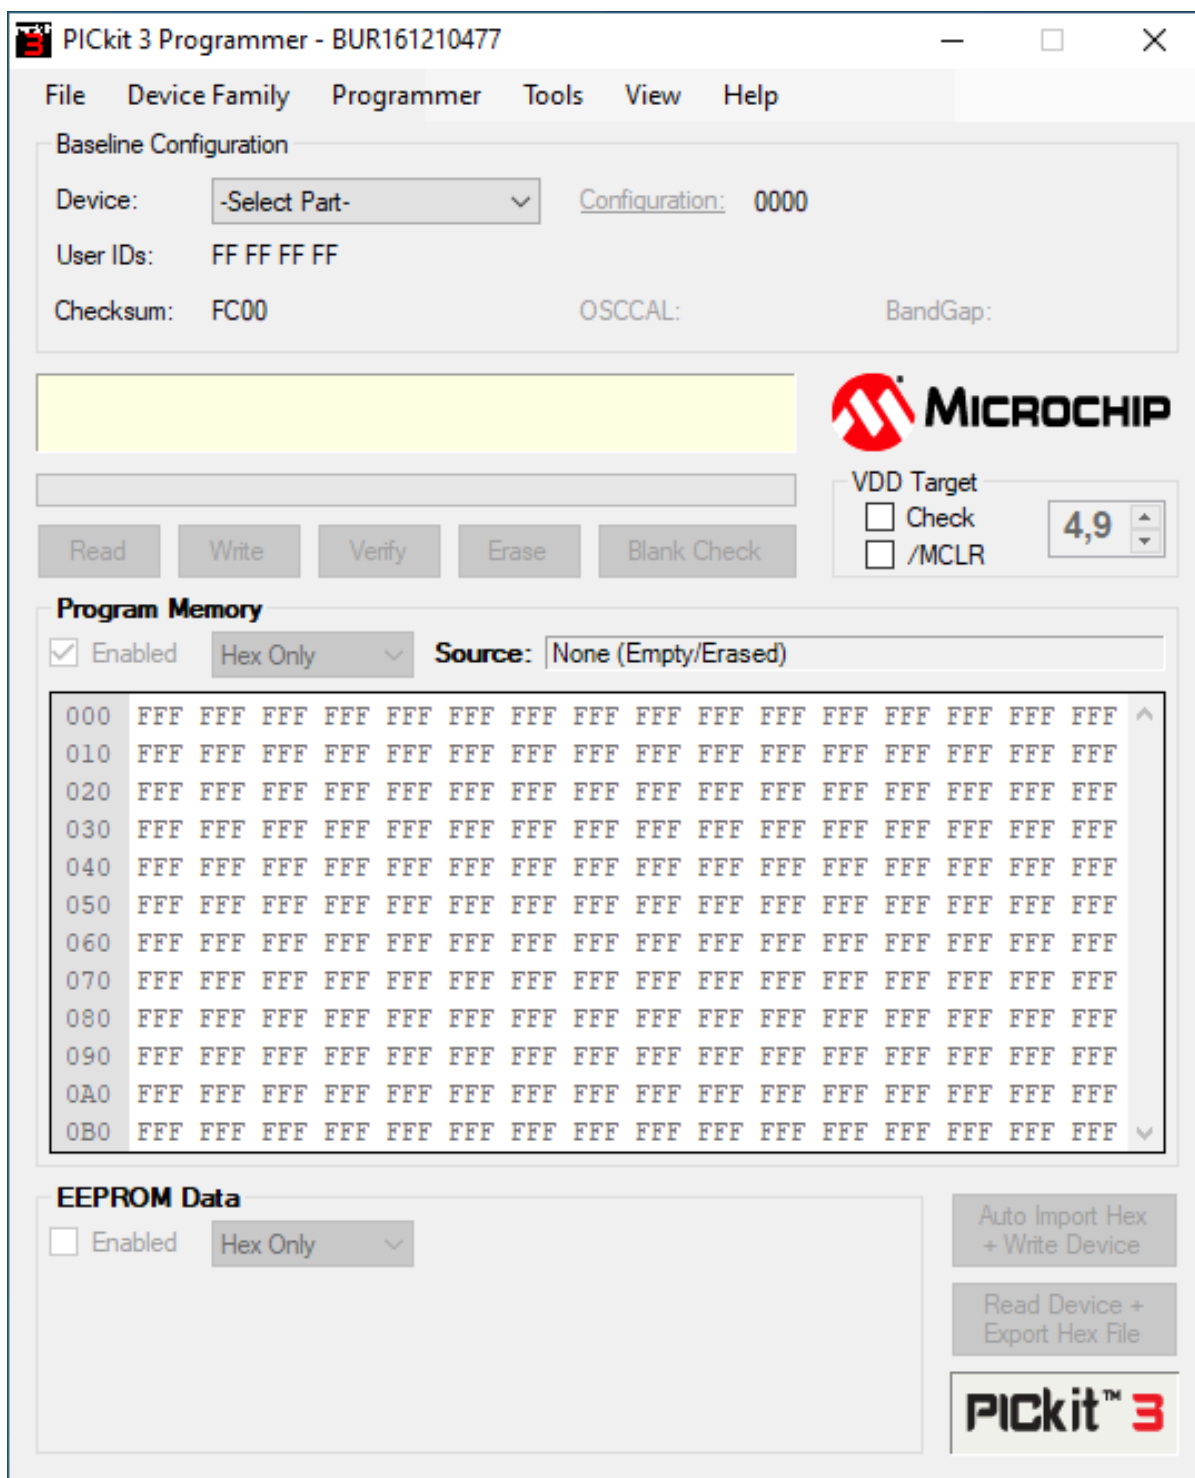 PICkit 3 Programmer - BUR161210477
File Device Family Programmer Tools View Help
Baseline Configuration
Device: -Select Part- Configuration: 0000
User IDs: FF FF FF FF
Checksum: FC00 OSCCAL: BandGap:
MICROCHIP
VDD Target
Check
/MCLR
4,9
Read Write Verify Erase Blank Check
Program Memory
Enabled Hex Only Source: None (Empty/Erased)
000 FFF FFF FFF FFF FFF FFF FFF FFF FFF FFF FFF FFF FFF FFF FFF FFF
010 FFF FFF FFF FFF FFF FFF FFF FFF FFF FFF FFF FFF FFF FFF FFF FFF
020 FFF FFF FFF FFF FFF FFF FFF FFF FFF FFF FFF FFF FFF FFF FFF FFF
030 FFF FFF FFF FFF FFF FFF FFF FFF FFF FFF FFF FFF FFF FFF FFF FFF
040 FFF FFF FFF FFF FFF FFF FFF FFF FFF FFF FFF FFF FFF FFF FFF FFF
050 FFF FFF FFF FFF FFF FFF FFF FFF FFF FFF FFF FFF FFF FFF FFF FFF
060 FFF FFF FFF FFF FFF FFF FFF FFF FFF FFF FFF FFF FFF FFF FFF FFF
070 FFF FFF FFF FFF FFF FFF FFF FFF FFF FFF FFF FFF FFF FFF FFF FFF
080 FFF FFF FFF FFF FFF FFF FFF FFF FFF FFF FFF FFF FFF FFF FFF FFF
090 FFF FFF FFF FFF FFF FFF FFF FFF FFF FFF FFF FFF FFF FFF FFF FFF
0A0 FFF FFF FFF FFF FFF FFF FFF FFF FFF FFF FFF FFF FFF FFF FFF FFF
0B0 FFF FFF FFF FFF FFF FFF FFF FFF FFF FFF FFF FFF FFF FFF FFF FFF
EEPROM Data
Enabled Hex Only
Auto Import Hex
+ Write Device
Read Device +
Export Hex File
PICkit™ 3